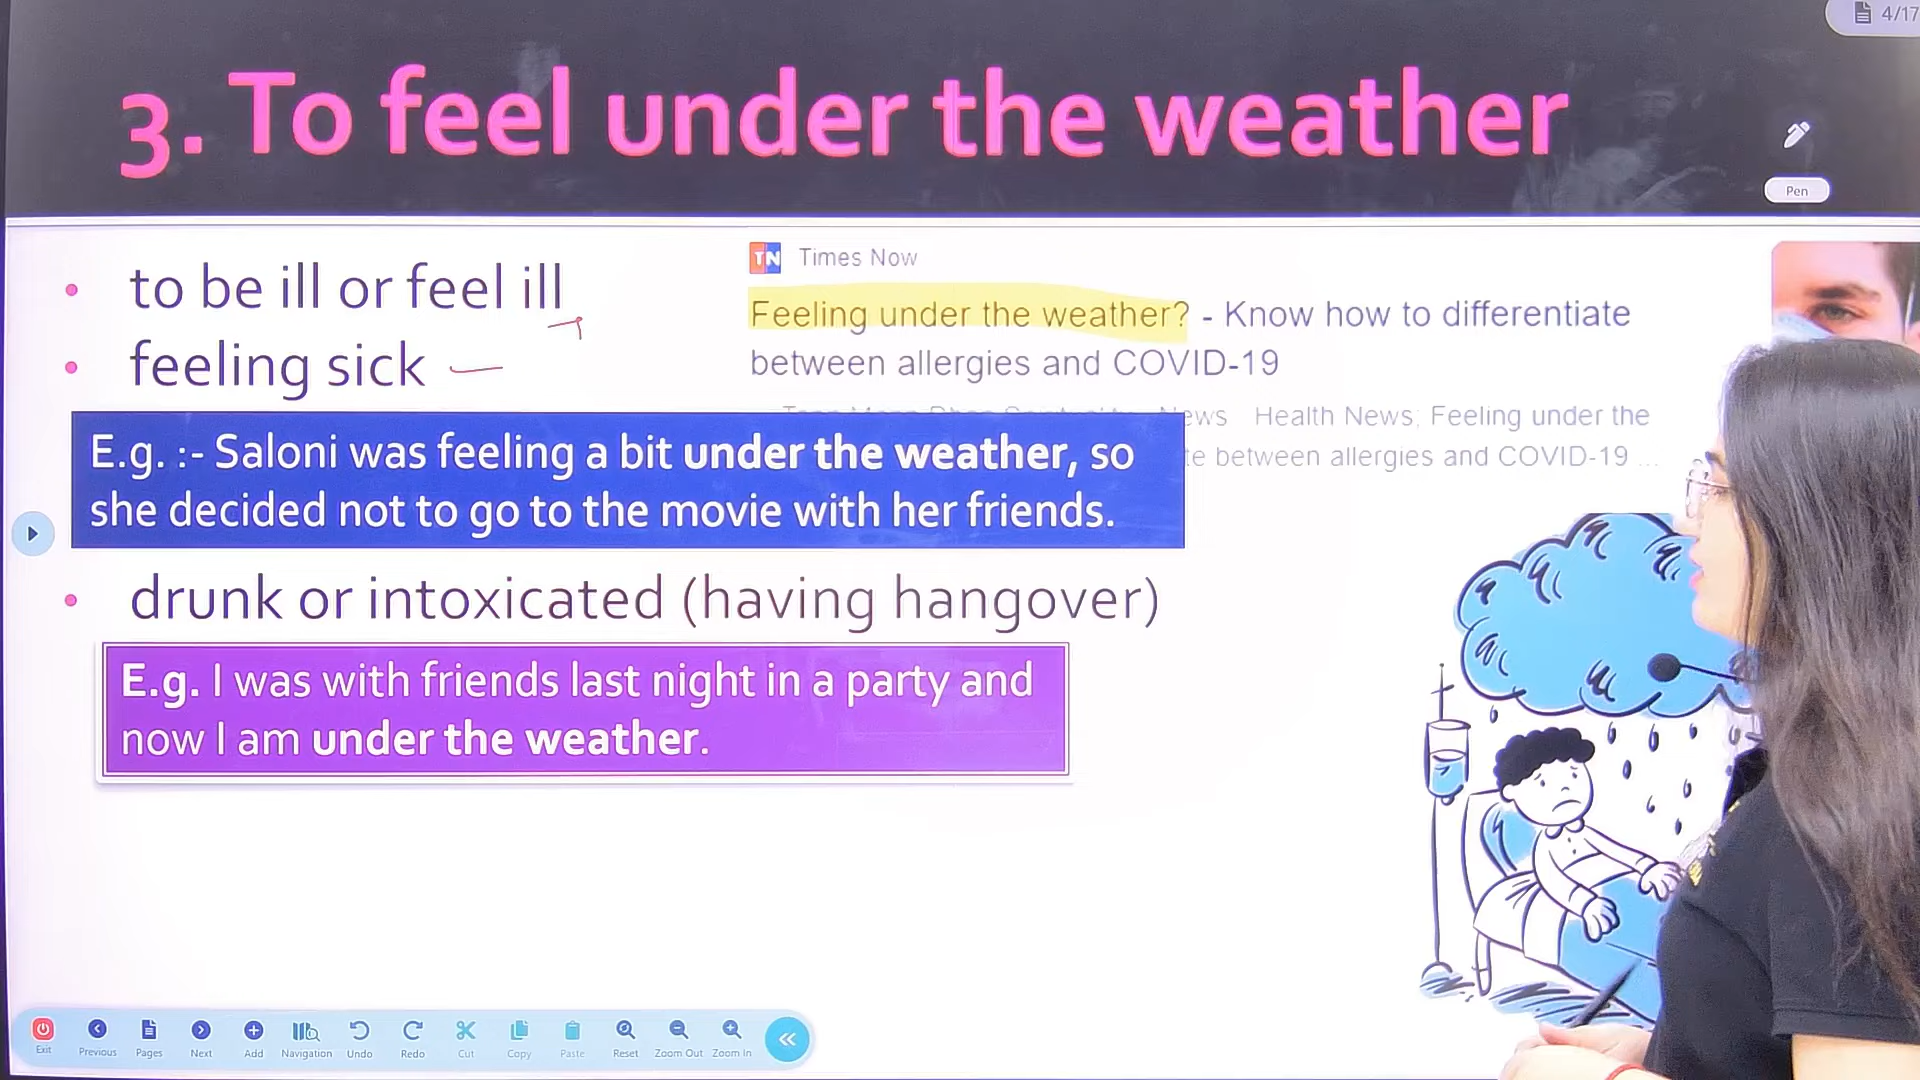 4/17
3. To feel under the weather
Pen
• to be ill or feel ill
• feeling sick
TN Times Now
Feeling under the weather? - Know how to differentiate
between allergies and COVID-19
News Health News; Feeling under the
between allergies and COVID-19 ...
E.g. :- Saloni was feeling a bit under the weather, so
she decided not to go to the movie with her friends.
• drunk or intoxicated (having hangover)
E.g. I was with friends last night in a party and
now I am under the weather.
Exit Previous Pages Next Add Navigation Undo Redo Cut Copy Paste Reset Zoom Out Zoom In